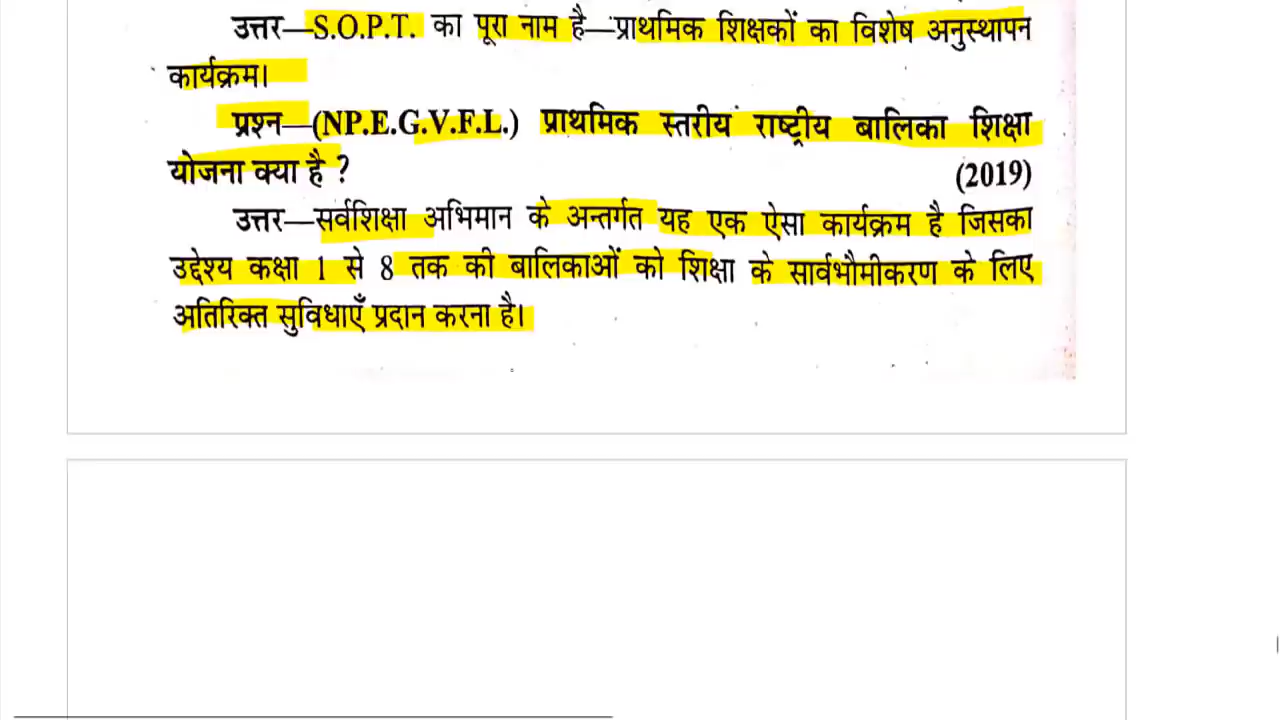 उत्तर—S.O.P.T. का पूरा नाम है—प्राथमिक शिक्षकों का विशेष अनुस्थापन
कार्यक्रम।
प्रश्न—(NP.E.G.V.F.L.) प्राथमिक स्तरीय राष्ट्रीय बालिका शिक्षा
योजना क्या है ?
(2019)
उत्तर—सर्वशिक्षा अभिमान के अन्तर्गत यह एक ऐसा कार्यक्रम है जिसका
उद्देश्य कक्षा 1 से 8 तक की बालिकाओं को शिक्षा के सार्वभौमीकरण के लिए
अतिरिक्त सुविधाएँ प्रदान करना है।